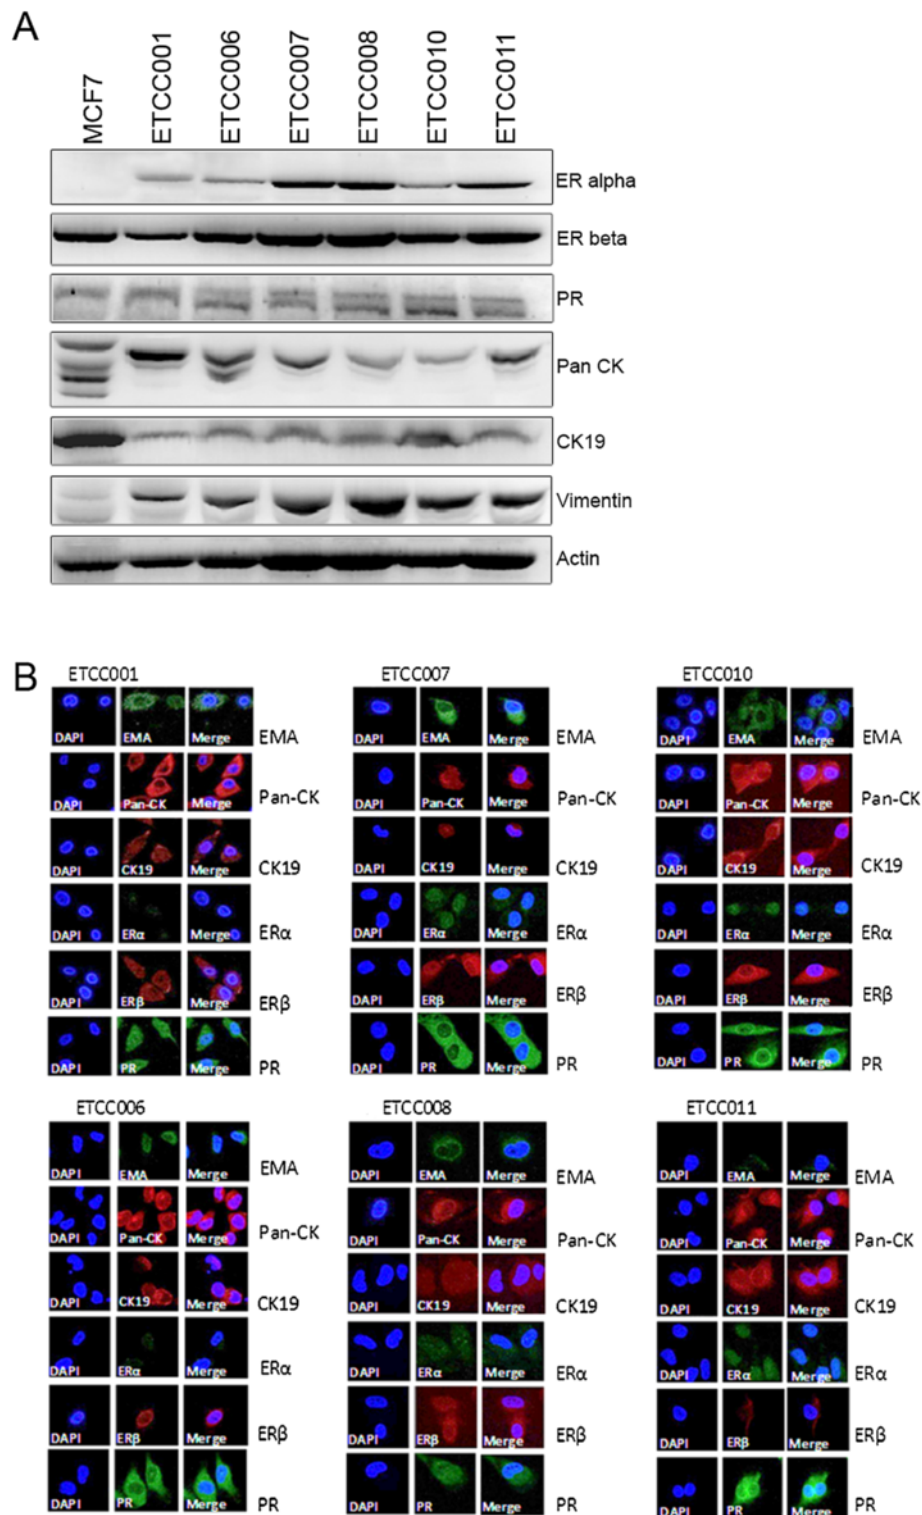 A
MCF7 ETCC001 ETCC006 ETCC007 ETCC008 ETCC010 ETCC011
ER alpha
ER beta
PR
Pan CK
CK19
Vimentin
Actin
B
ETCC001 ETCC007 ETCC010
DAPI EMA Merge EMA DAPI EMA Merge EMA DAPI EMA Merge EMA
DAPI Pan-CK Merge Pan-CK DAPI Pan-CK Merge Pan-CK DAPI Pan-CK Merge Pan-CK
DAPI CK19 Merge CK19 DAPI CK19 Merge CK19 DAPI CK19 Merge CK19
DAPI ERα Merge ERα DAPI ERα Merge ERα DAPI ERα Merge ERα
DAPI ERβ Merge ERβ DAPI ERβ Merge ERβ DAPI ERβ Merge ERβ
DAPI PR Merge PR DAPI PR Merge PR DAPI PR Merge PR
ETCC006 ETCC008 ETCC011
DAPI EMA Merge EMA DAPI EMA Merge EMA DAPI EMA Merge EMA
DAPI Pan-CK Merge Pan-CK DAPI Pan-CK Merge Pan-CK DAPI Pan-CK Merge Pan-CK
DAPI CK19 Merge CK19 DAPI CK19 Merge CK19 DAPI CK19 Merge CK19
DAPI ERα Merge ERα DAPI ERα Merge ERα DAPI ERα Merge ERα
DAPI ERβ Merge ERβ DAPI ERβ Merge ERβ DAPI ERβ Merge ERβ
DAPI PR Merge PR DAPI PR Merge PR DAPI PR Merge PR